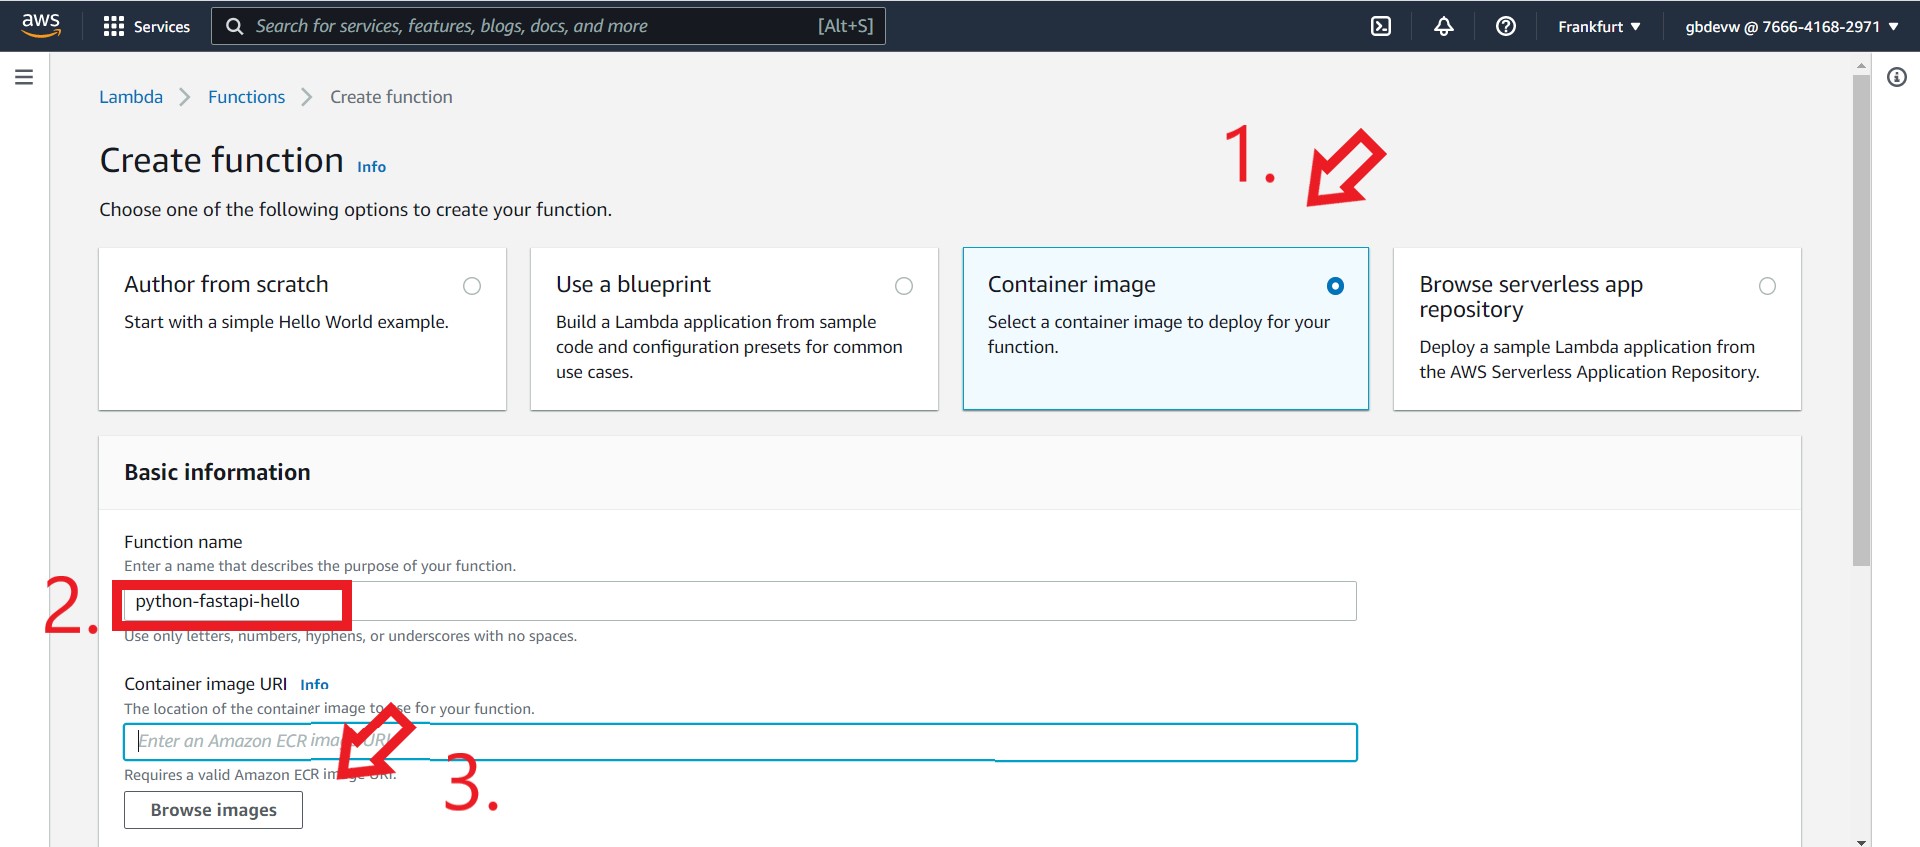 aws Services Search for services, features, blogs, docs, and more [Alt+S] Frankfurt gbdevw @ 7666-4168-2971
Lambda Functions Create function
1.
Create function Info
Choose one of the following options to create your function.
Author from scratch
Start with a simple Hello World example.
Use a blueprint
Build a Lambda application from sample
code and configuration presets for common
use cases.
Container image
Select a container image to deploy for your
function.
Browse serverless app
repository
Deploy a sample Lambda application from
the AWS Serverless Application Repository.
Basic information
Function name
Enter a name that describes the purpose of your function.
2.
python-fastapi-hello
Use only letters, numbers, hyphens, or underscores with no spaces.
Container image URI Info
The location of the container image to use for your function.
Enter an Amazon ECR image URI
3.
Requires a valid Amazon ECR image URI.
Browse images